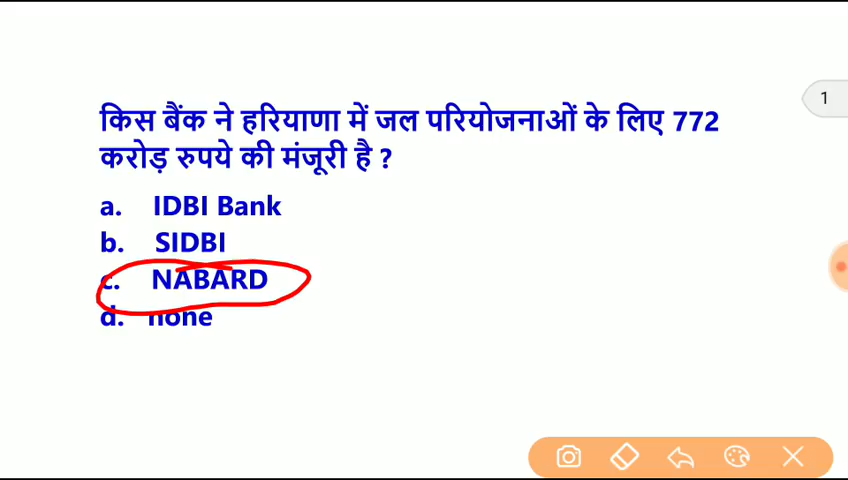 किस बैंक ने हरियाणा में जल परियोजनाओं के लिए 772
करोड़ रुपये की मंजूरी है ?
a. IDBI Bank
b. SIDBI
c. NABARD
d. none
1